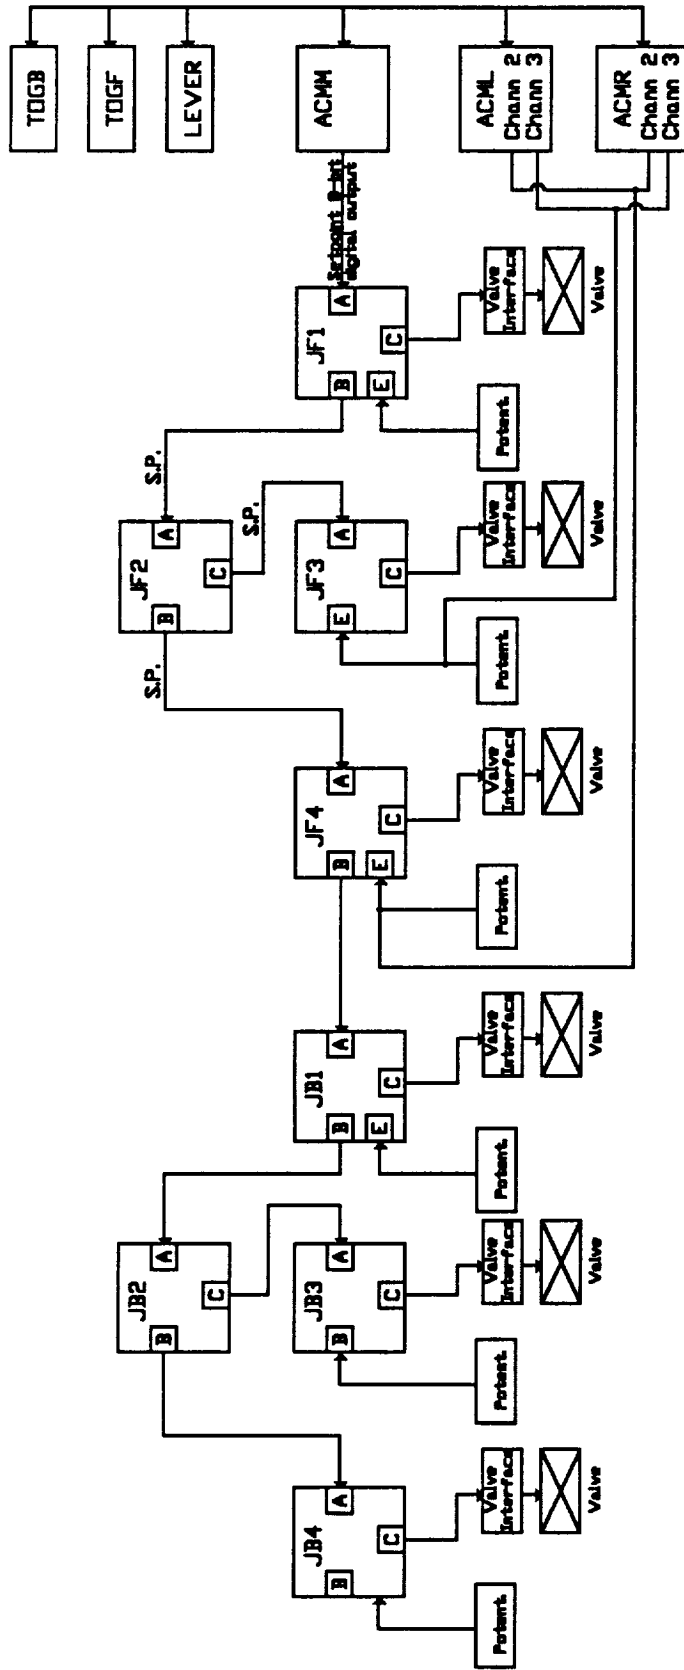 TOGB
TOGF
LEVER
ACMM
ACML
Chann 2
Chann 3
ACMR
Chann 2
Chann 3
Setpoint 8 bit
digital output
JF1
A
B
C
E
Valve
Interface
Valve
Potent.
S.P.
JF2
A
B
C
S.P.
JF3
A
E
C
Valve
Interface
Valve
Potent.
S.P.
JF4
A
B
C
E
Valve
Interface
Valve
Potent.
JB1
A
B
C
E
Valve
Interface
Valve
Potent.
JB2
A
B
C
JB3
A
B
C
Valve
Interface
Valve
Potent.
JB4
A
B
C
Valve
Interface
Valve
Potent.